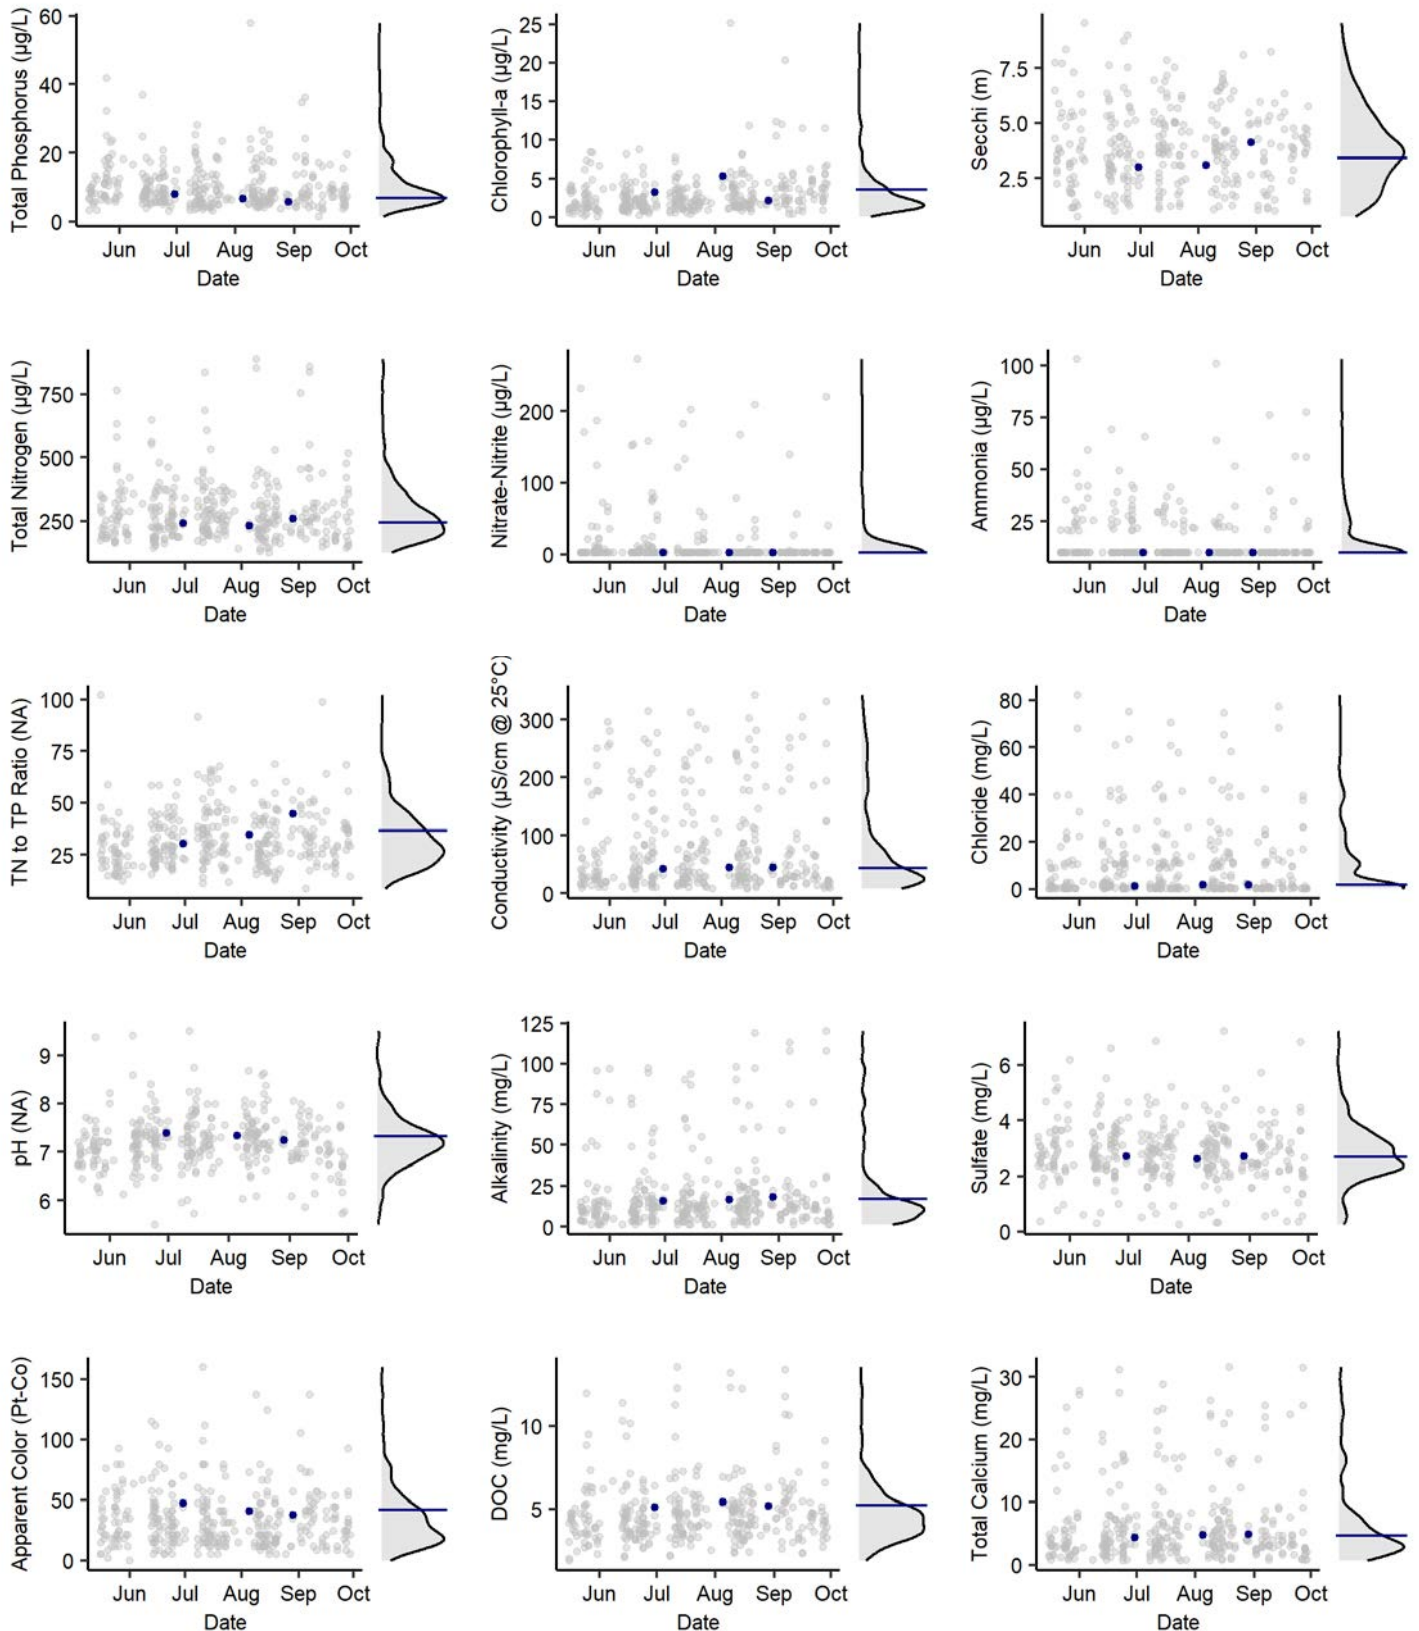 Total Phosphorus (µg/L)
60
40
20
0
Jun Jul Aug Sep Oct
Date
Chlorophyll-a (µg/L)
25
20
15
10
5
0
Jun Jul Aug Sep Oct
Date
Secchi (m)
7.5
5.0
2.5
Jun Jul Aug Sep Oct
Date
Total Nitrogen (µg/L)
750
500
250
Jun Jul Aug Sep Oct
Date
Nitrate-Nitrite (µg/L)
200
100
0
Jun Jul Aug Sep Oct
Date
Ammonia (µg/L)
100
75
50
25
Jun Jul Aug Sep Oct
Date
TN to TP Ratio (NA)
100
75
50
25
Jun Jul Aug Sep Oct
Date
Conductivity (µS/cm @ 25°C)
300
200
100
0
Jun Jul Aug Sep Oct
Date
Chloride (mg/L)
80
60
40
20
0
Jun Jul Aug Sep Oct
Date
pH (NA)
9
8
7
6
Jun Jul Aug Sep Oct
Date
Alkalinity (mg/L)
125
100
75
50
25
0
Jun Jul Aug Sep Oct
Date
Sulfate (mg/L)
6
4
2
0
Jun Jul Aug Sep Oct
Date
Apparent Color (Pt-Co)
150
100
50
0
Jun Jul Aug Sep Oct
Date
DOC (mg/L)
10
5
Jun Jul Aug Sep Oct
Date
Total Calcium (mg/L)
30
20
10
0
Jun Jul Aug Sep Oct
Date